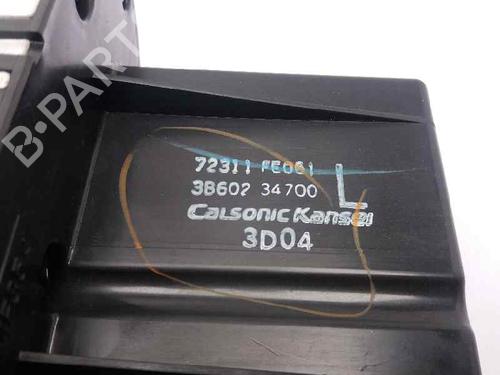 B-PART
72311 FE061
3B602 34700 L
Calsonic Kansei
3D04